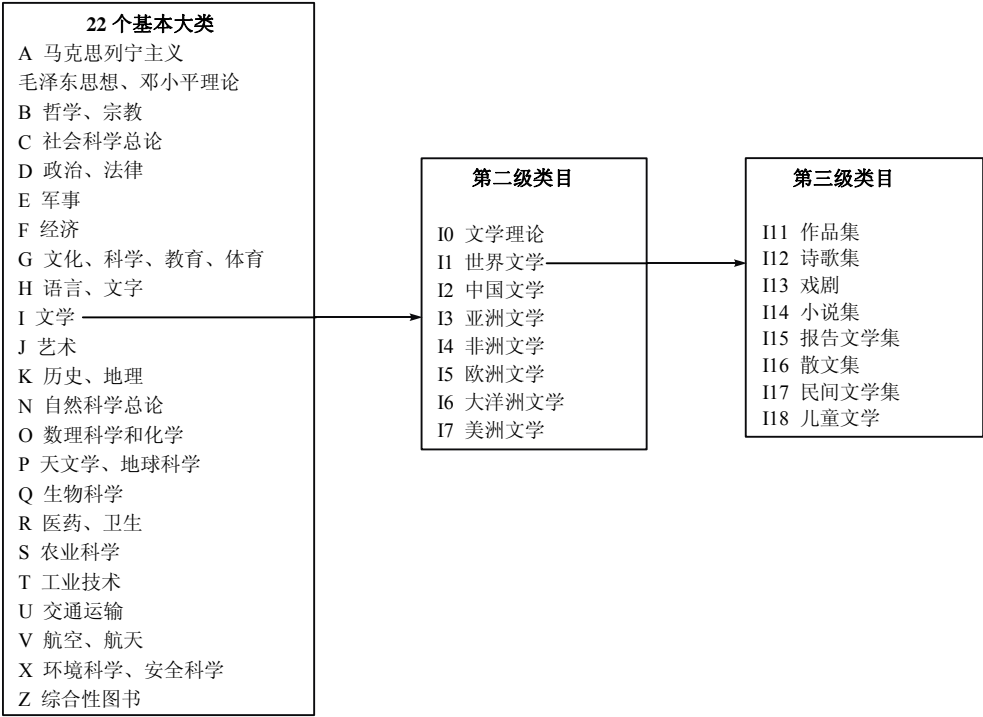 22 个基本大类
A 马克思列宁主义
毛泽东思想、邓小平理论
B 哲学、宗教
C 社会科学总论
D 政治、法律
E 军事
F 经济
G 文化、科学、教育、体育
H 语言、文字
I 文学
J 艺术
K 历史、地理
N 自然科学总论
O 数理科学和化学
P 天文学、地球科学
Q 生物科学
R 医药、卫生
S 农业科学
T 工业技术
U 交通运输
V 航空、航天
X 环境科学、安全科学
Z 综合性图书
第二级类目
I0 文学理论
I1 世界文学
I2 中国文学
I3 亚洲文学
I4 非洲文学
I5 欧洲文学
I6 大洋洲文学
I7 美洲文学
第三级类目
I11 作品集
I12 诗歌集
I13 戏剧
I14 小说集
I15 报告文学集
I16 散文集
I17 民间文学集
I18 儿童文学